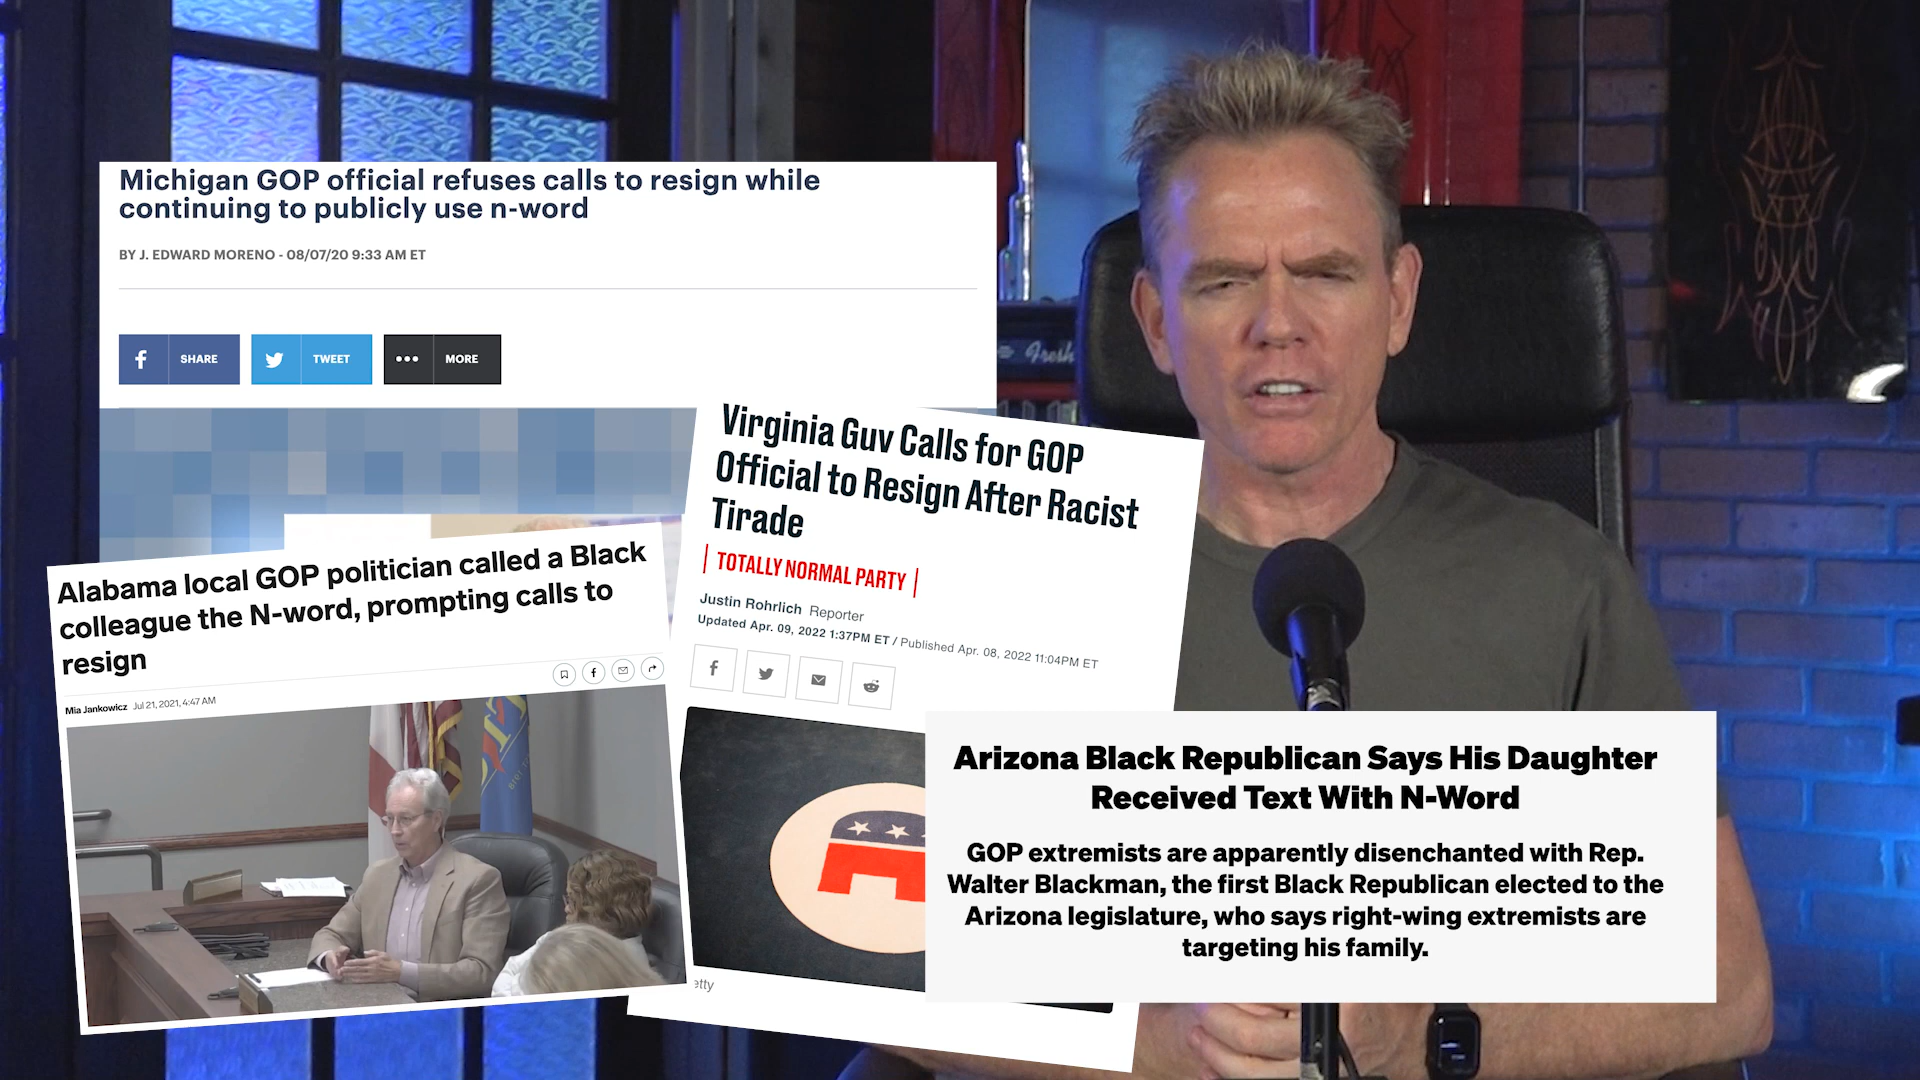 Michigan GOP official refuses calls to resign while
continuing to publicly use n-word
BY J. EDWARD MORENO - 08/07/20 9:33 AM ET
SHARE
TWEET
MORE
Fresh
Virginia Guv Calls for GOP
Official to Resign After Racist
Tirade
TOTALLY NORMAL PARTY
Justin Rohrlich Reporter
Updated Apr. 09, 2022 1:37PM ET / Published Apr. 08, 2022 11:04PM ET
etty
Alabama local GOP politician called a Black
colleague the N-word, prompting calls to
resign
Mia Jankowicz Jul 21, 2021, 4:47 AM
Arizona Black Republican Says His Daughter
Received Text With N-Word
GOP extremists are apparently disenchanted with Rep.
Walter Blackman, the first Black Republican elected to the
Arizona legislature, who says right-wing extremists are
targeting his family.